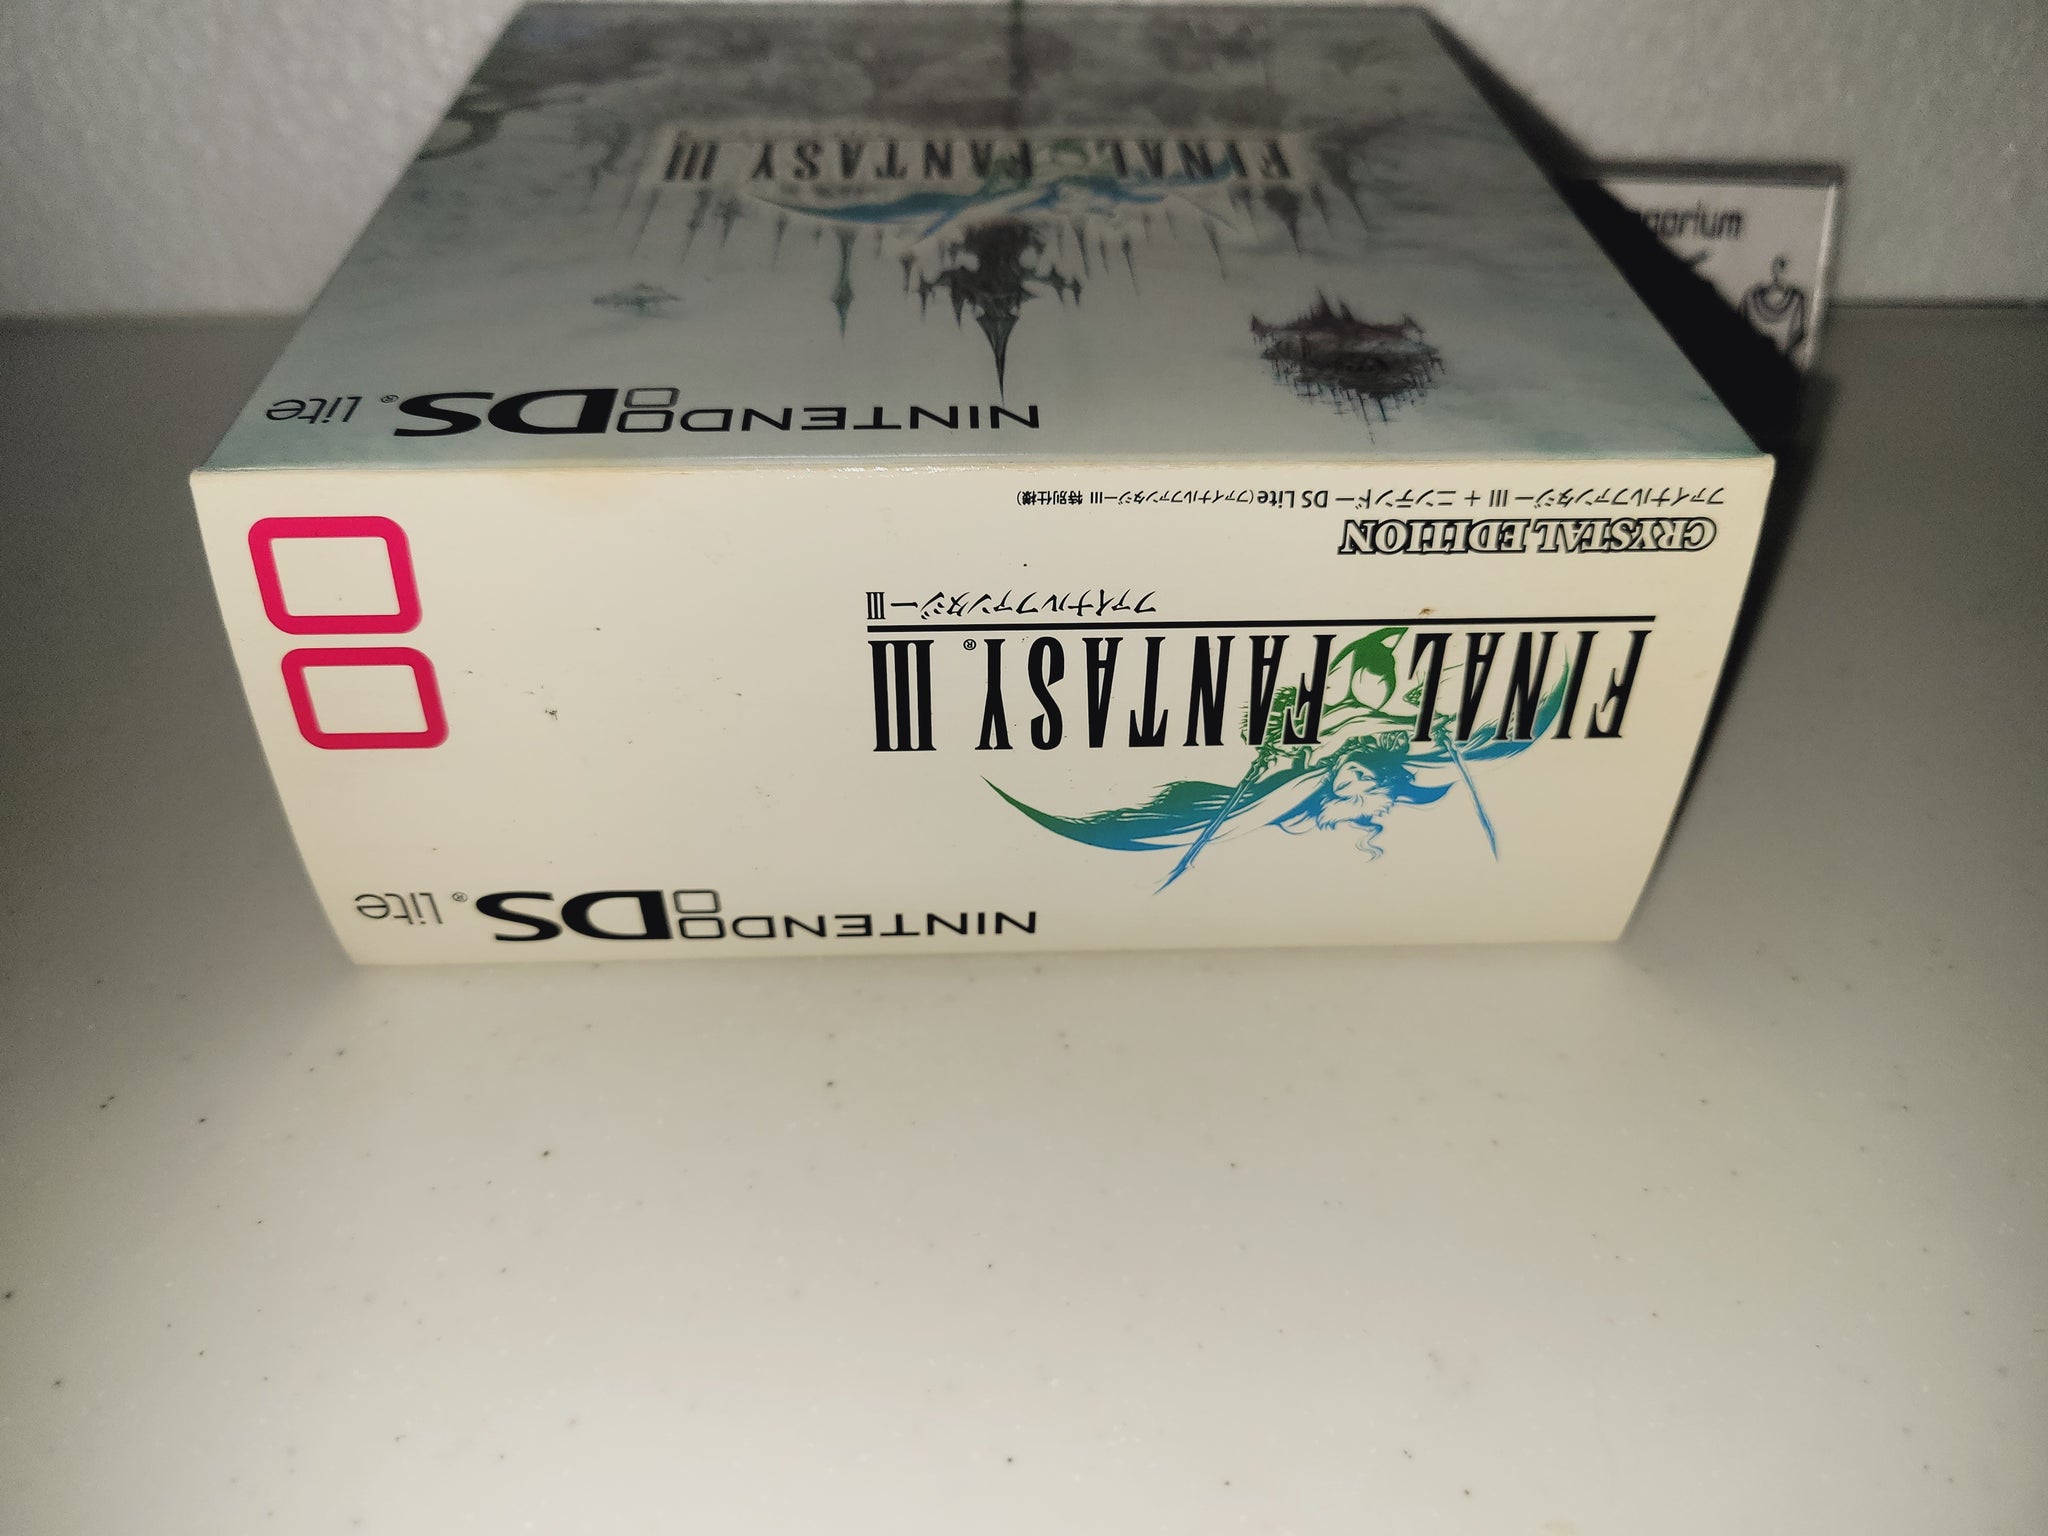 NINTENDO DS Lite®
FINAL FANTASY® III
ファイナルファンタジーIII
CRYSTAL EDITION
ファイナルファンタジーIII + ニンテンドーDS Lite(ファイナルファンタジーIII 特別仕様)
NINTENDO DS Lite®
FINAL FANTASY III